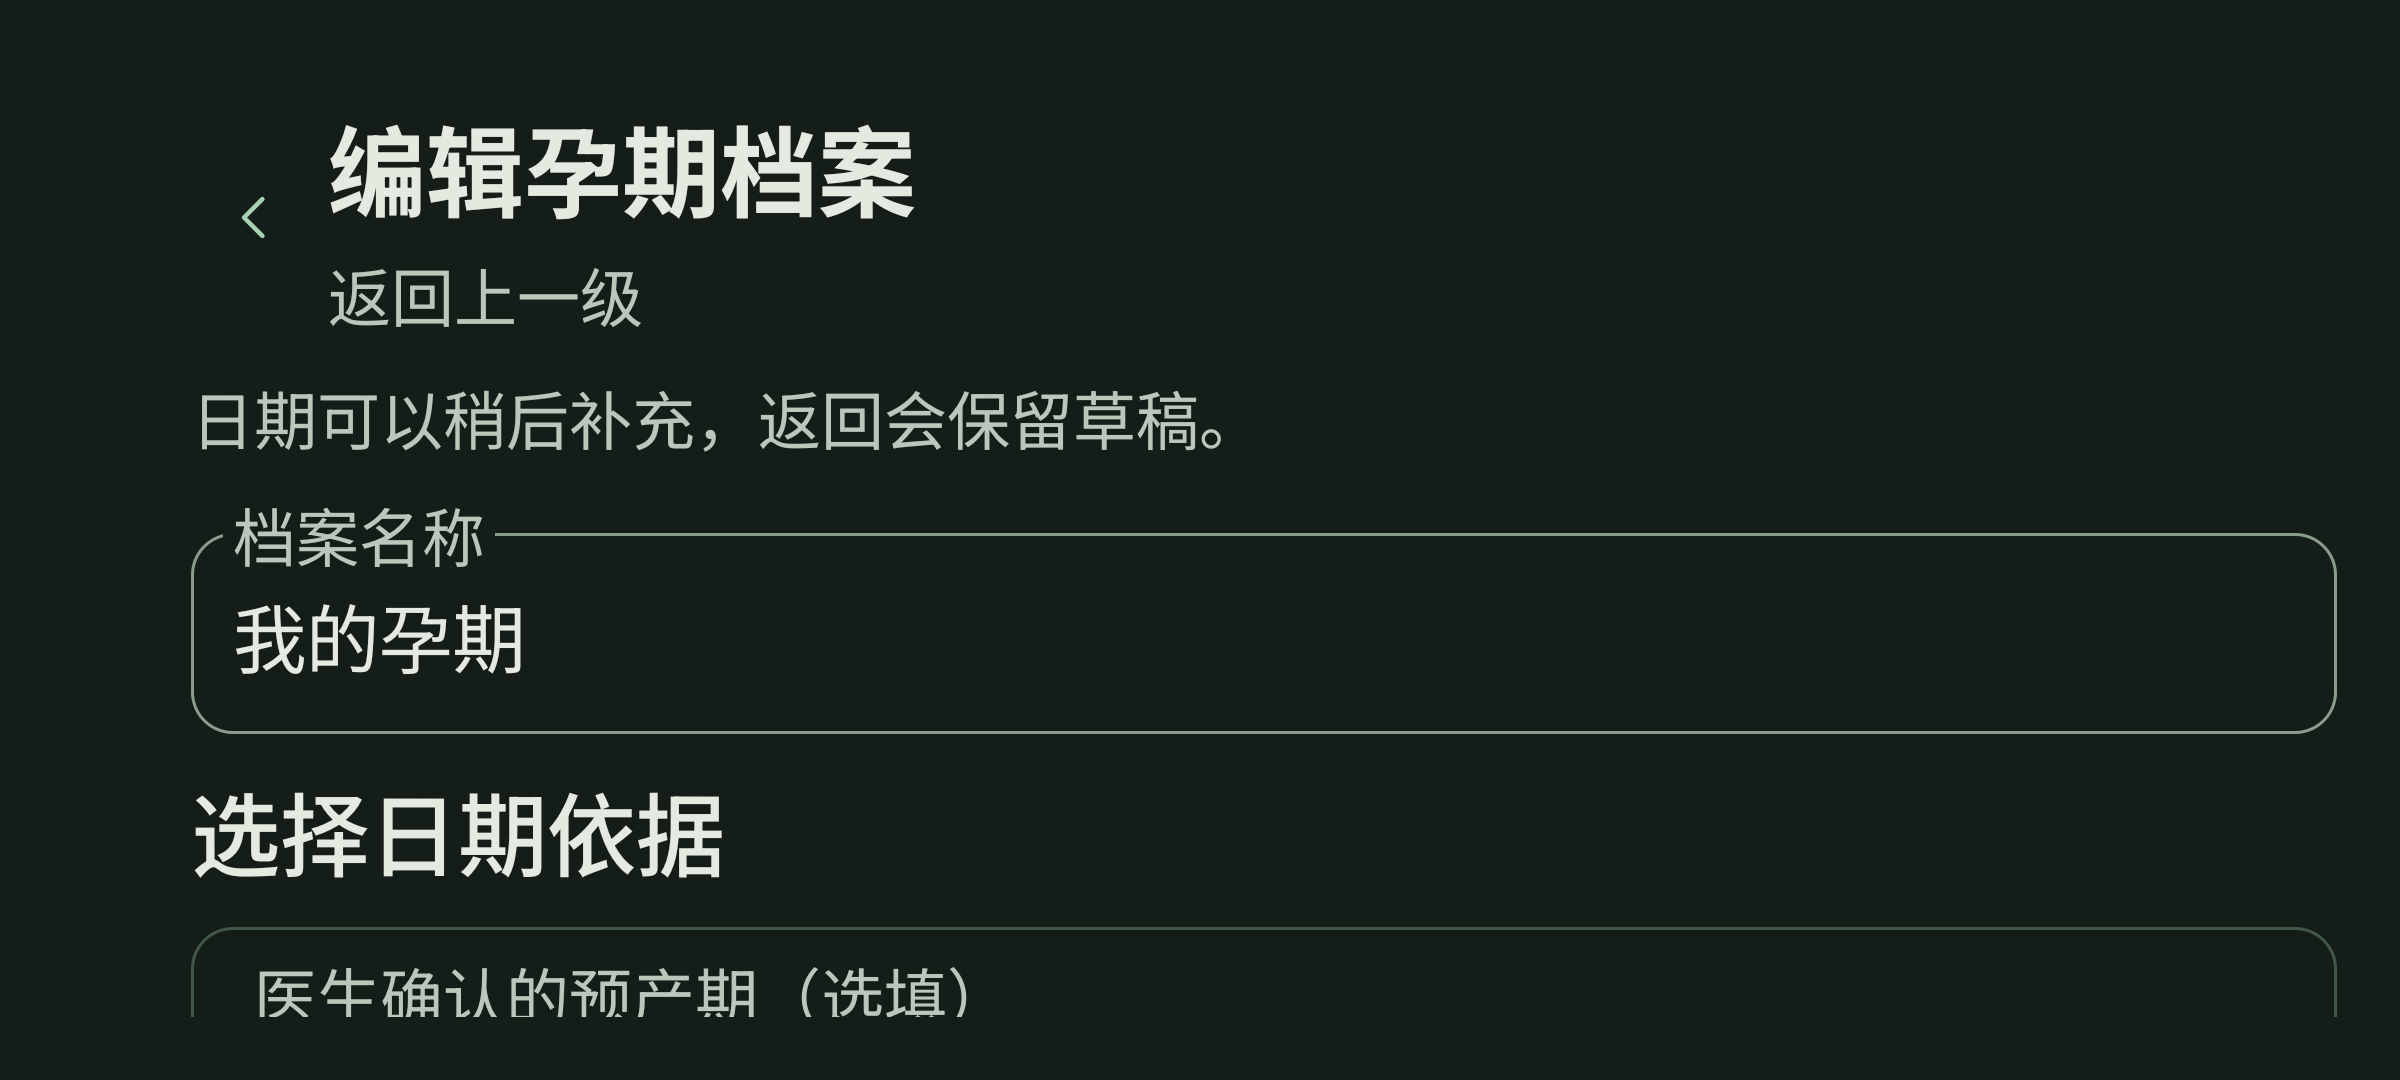 编辑孕期档案
返回上一级
日期可以稍后补充，返回会保留草稿。
档案名称
我的孕期
选择日期依据
医生确认的预产期（选填）